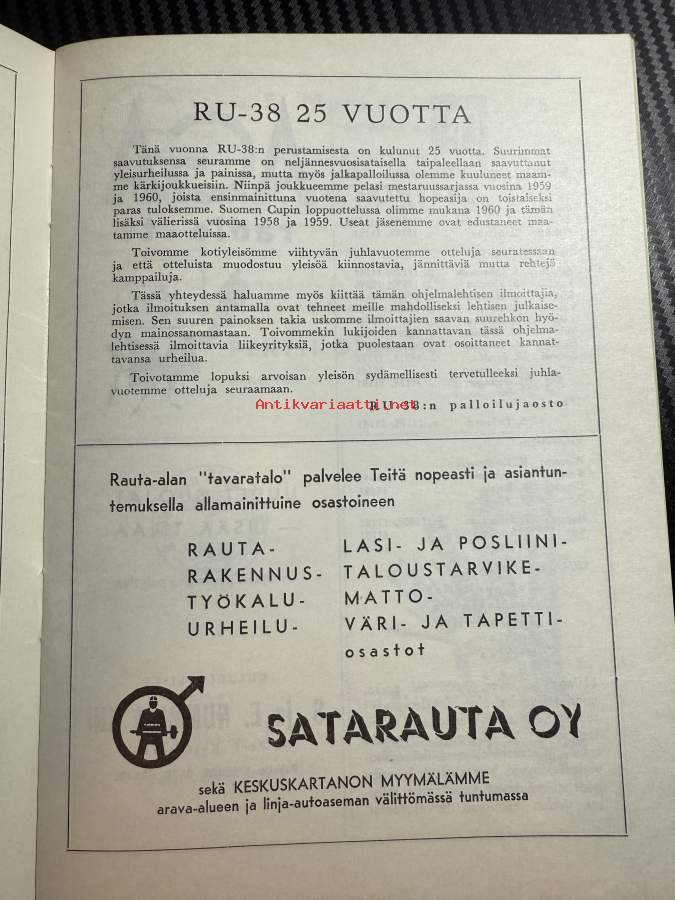 RU-38 25 VUOTTA
Tänä vuonna RU-38:n perustamisesta on kulunut 25 vuotta. Suurimmat
saavutuksensa seuramme on neljännesvuosisataisella taipaleellaan saavuttanut
yleisurheilussa ja painissa, mutta myös jalkapalloilussa olemme kuuluneet maam-
me kärkijoukkueisiin. Niinpä joukkueemme pelasi mestaruussarjassa vuosina 1959
ja 1960, joista ensinmainittuna vuotena saavutettu hopeasija on toistaiseksi
paras tuloksemme. Suomen Cupin loppuottelussa olimme mukana 1960 ja tämän
lisäksi välierissä vuosina 1958 ja 1959. Useat jäsenemme ovat edustaneet maa-
tamme maaotteluissa.
Toivomme kotiyleisömme viihtyvän juhlavuotemme otteluja seuratessaan
ja että otteluista muodostuu yleisöä kiinnostavia, jännittäviä mutta rehtejä
kamppailuja.
Tässä yhteydessä haluamme myös kiittää tämän ohjelmalehtisen ilmoittajia,
jotka ilmoituksen antamalla ovat tehneet meille mahdolliseksi lehtisen julkaise-
misen. Sen suuren painoksen takia uskomme ilmoittajien saavan suurehkon hyö-
dyn mainossanomastaan. Toivommekin lukijoiden kannattavan tässä ohjelma-
lehtisessä ilmoittavia liikeyrityksiä, jotka puolestaan ovat osoittaneet kannat-
tavansa urheilua.
Toivotamme lopuksi arvoisan yleisön sydämellisesti tervetulleeksi juhla-
vuotemme otteluja seuraamaan.
Antikvariaatti.net
RU-38:n palloilujaosto
Rauta-alan "tavaratalo" palvelee Teitä nopeasti ja asiantun-
temuksella allamainittuine osastoineen
RAUTA-
RAKENNUS-
TYÖKALU-
URHEILU-
LASI- JA POSLIINI-
TALOUSTARVIKE-
MATTO-
VÄRI- JA TAPETTI-
osastot
SATARAUTA OY
sekä KESKUSKARTANON MYYMÄLÄMME
arava-alueen ja linja-autoaseman välittömässä tuntumassa